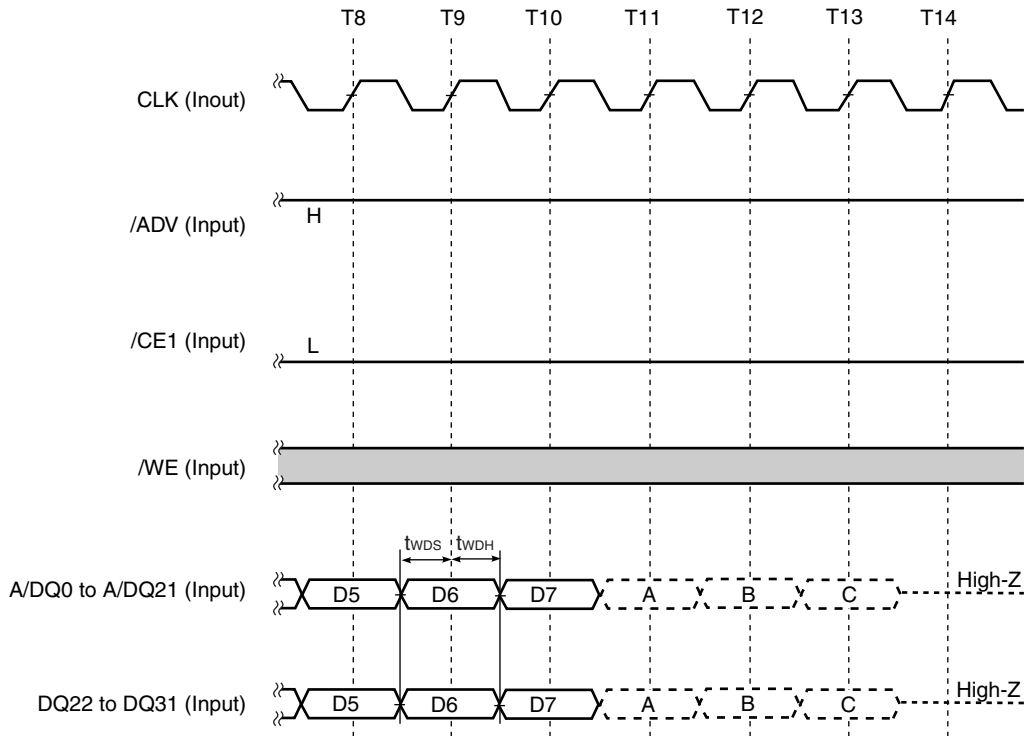 T8 T9 T10 T11 T12 T13 T14
CLK (Inout)
/ADV (Input)
H
/CE1 (Input)
L
/WE (Input)
tWDS tWDH
A/DQ0 to A/DQ21 (Input) D5 D6 D7 A B C High-Z
DQ22 to DQ31 (Input) D5 D6 D7 A B C High-Z